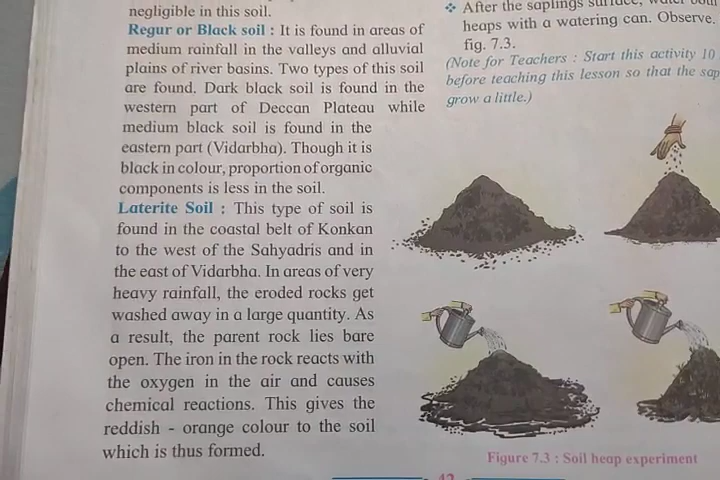 negligible in this soil.
Regur or Black soil : It is found in areas of
medium rainfall in the valleys and alluvial
plains of river basins. Two types of this soil
are found. Dark black soil is found in the
western part of Deccan Plateau while
medium black soil is found in the
eastern part (Vidarbha). Though it is
black in colour, proportion of organic
components is less in the soil.
Laterite Soil : This type of soil is
found in the coastal belt of Konkan
to the west of the Sahyadris and in
the east of Vidarbha. In areas of very
heavy rainfall, the eroded rocks get
washed away in a large quantity. As
a result, the parent rock lies bare
open. The iron in the rock reacts with
the oxygen in the air and causes
chemical reactions. This gives the
reddish - orange colour to the soil
which is thus formed.
❖ After the saplings
heaps with a watering can. Observe.
fig. 7.3.
(Note for Teachers : Start this activity 10
before teaching this lesson so that the sap
grow a little.)
Figure 7.3 : Soil heap experiment